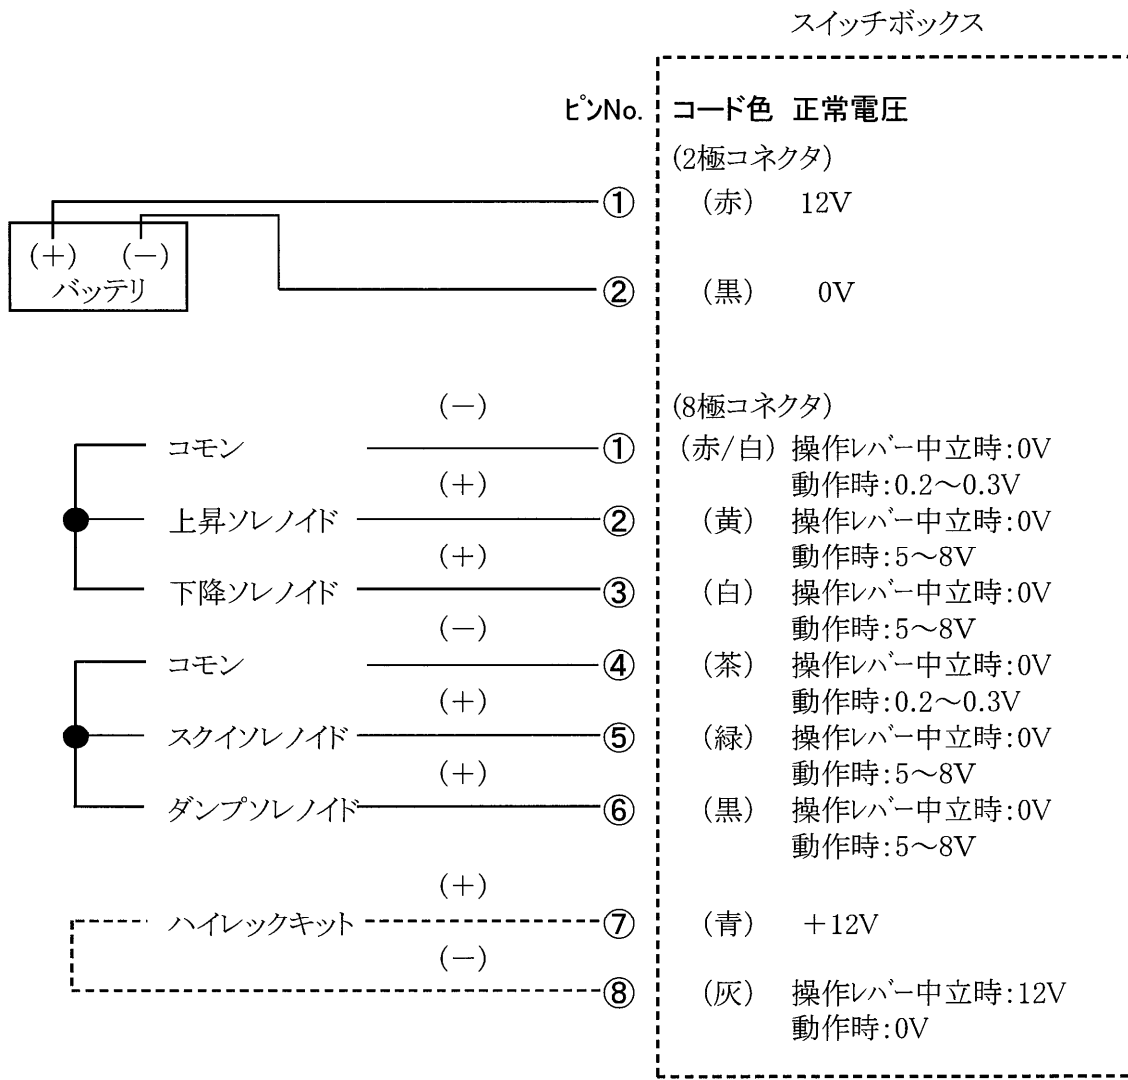 スイッチボックス
ピンNo. コード色 正常電圧
(2極コネクタ)
① (赤) 12V
(+) (−)
バッテリ
② (黒) 0V
(−) (8極コネクタ)
コモン ① (赤/白) 操作レバー中立時:0V
(+) 動作時:0.2～0.3V
上昇ソレノイド ② (黄) 操作レバー中立時:0V
(+) 動作時:5～8V
下降ソレノイド ③ (白) 操作レバー中立時:0V
(−) 動作時:5～8V
コモン ④ (茶) 操作レバー中立時:0V
(+) 動作時:0.2～0.3V
スクイソレノイド ⑤ (緑) 操作レバー中立時:0V
(+) 動作時:5～8V
ダンプソレノイド ⑥ (黒) 操作レバー中立時:0V
動作時:5～8V
(+)
ハイレックキット ⑦ (青) +12V
(−)
⑧ (灰) 操作レバー中立時:12V
動作時:0V